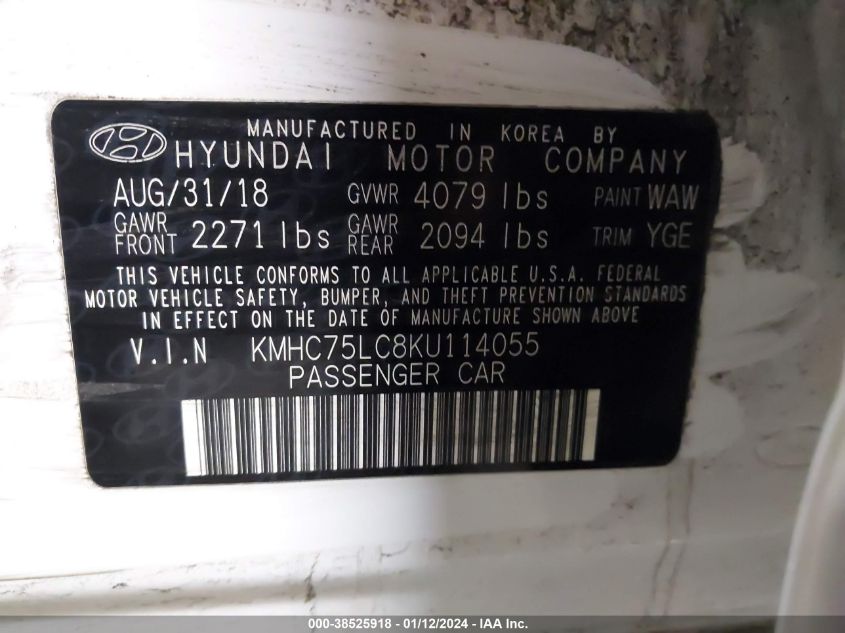 MANUFACTURED IN KOREA BY
HYUNDAI MOTOR COMPANY
AUG/31/18 GVWR 4079 lbs PAINT WAW
GAWR FRONT 2271 lbs GAWR REAR 2094 lbs TRIM YGE
THIS VEHICLE CONFORMS TO ALL APPLICABLE U.S.A. FEDERAL
MOTOR VEHICLE SAFETY, BUMPER, AND THEFT PREVENTION STANDARDS
IN EFFECT ON THE DATE OF MANUFACTURE SHOWN ABOVE
V.I.N KMHC75LC8KU114055
PASSENGER CAR
000-38525918 - 01/12/2024 - IAA Inc.